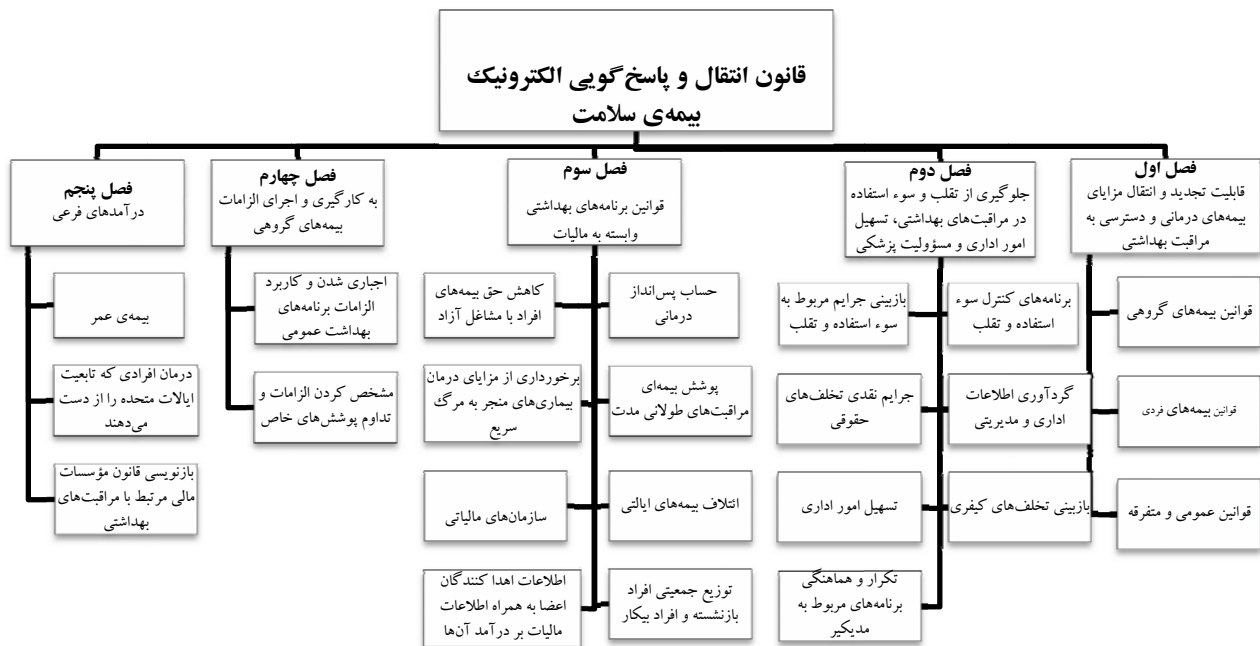 قانون انتقال و پاسخ‌گویی الکترونیک
بیمه‌ی سلامت
فصل اول
قابلیت تجدید و انتقال مزایای
بیمه‌های درمانی و دسترسی به
مراقبت بهداشتی
قوانین بیمه‌های گروهی
قوانین بیمه‌های فردی
قوانین عمومی و متفرقه
فصل دوم
جلوگیری از تقلب و سوء استفاده
در مراقبت‌های بهداشتی، تسهیل
امور اداری و مسؤولیت پزشکی
برنامه‌های کنترل سوء
استفاده و تقلب
بازبینی جرایم مربوط به
سوء استفاده و تقلب
گردآوری اطلاعات
اداری و مدیریتی
جرایم نقدی تخلف‌های
حقوقی
بازبینی تخلف‌های کیفری
تسهیل امور اداری
تکرار و هماهنگی
برنامه‌های مربوط به
مدیکیر
فصل سوم
قوانین برنامه‌های بهداشتی
وابسته به مالیات
حساب پس‌انداز
درمانی
کاهش حق بیمه‌های
افراد با مشاغل آزاد
پوشش بیمه‌ای
مراقبت‌های طولانی مدت
برخورداری از مزایای درمان
بیماری‌های منجر به مرگ
سریع
ائتلاف بیمه‌های ایالتی
سازمان‌های مالیاتی
توزیع جمعیتی افراد
بازنشسته و افراد بیکار
اطلاعات اهدا کنندگان
اعضا به همراه اطلاعات
مالیات بر درآمد آن‌ها
فصل چهارم
به کارگیری و اجرای الزامات
بیمه‌های گروهی
اجباری شدن و کاربرد
الزامات برنامه‌های
بهداشت عمومی
مشخص کردن الزامات و
تداوم پوشش‌های خاص
فصل پنجم
درآمدهای فرعی
بیمه‌ی عمر
درمان افرادی که تابعیت
ایالات متحده را از دست
می‌دهند
بازنویسی قانون مؤسسات
مالی مرتبط با مراقبت‌های
بهداشتی